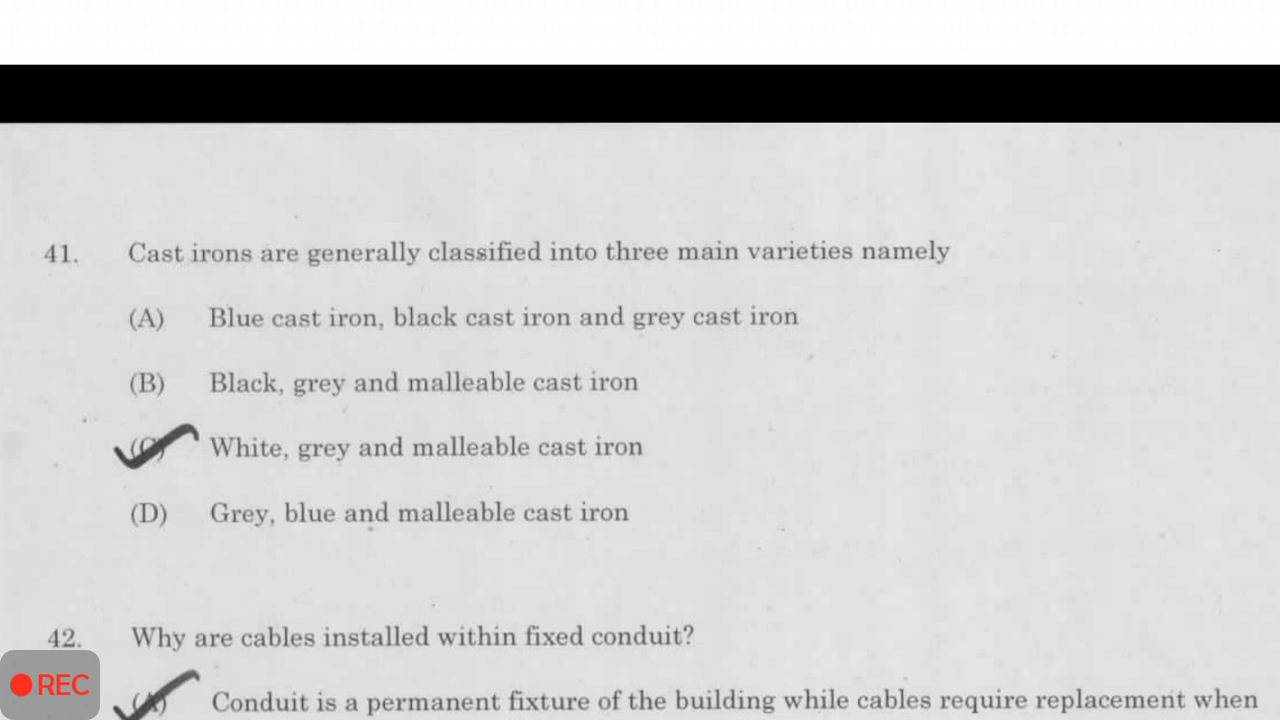 41. Cast irons are generally classified into three main varieties namely
(A) Blue cast iron, black cast iron and grey cast iron
(B) Black, grey and malleable cast iron
(C) White, grey and malleable cast iron
(D) Grey, blue and malleable cast iron
42. Why are cables installed within fixed conduit?
(A) Conduit is a permanent fixture of the building while cables require replacement when
REC